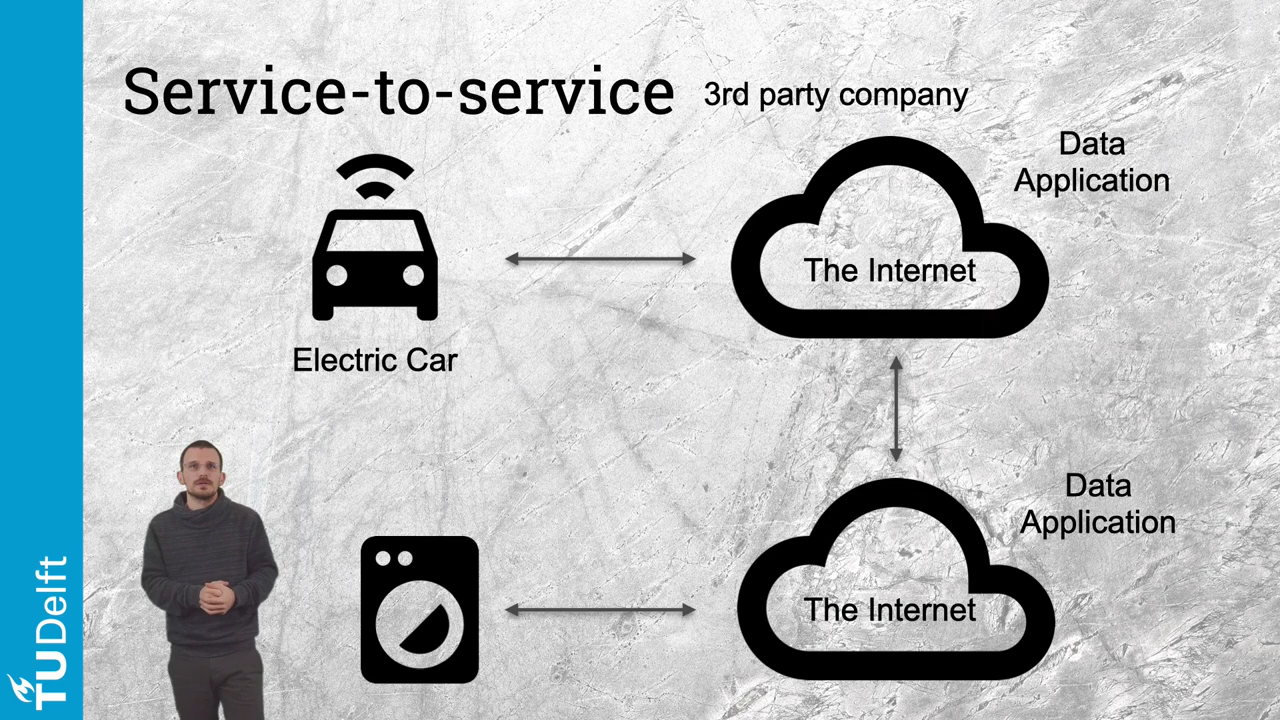 Service-to-service
3rd party company
Data
Application
The Internet
Electric Car
Data
Application
The Internet
TUDelft